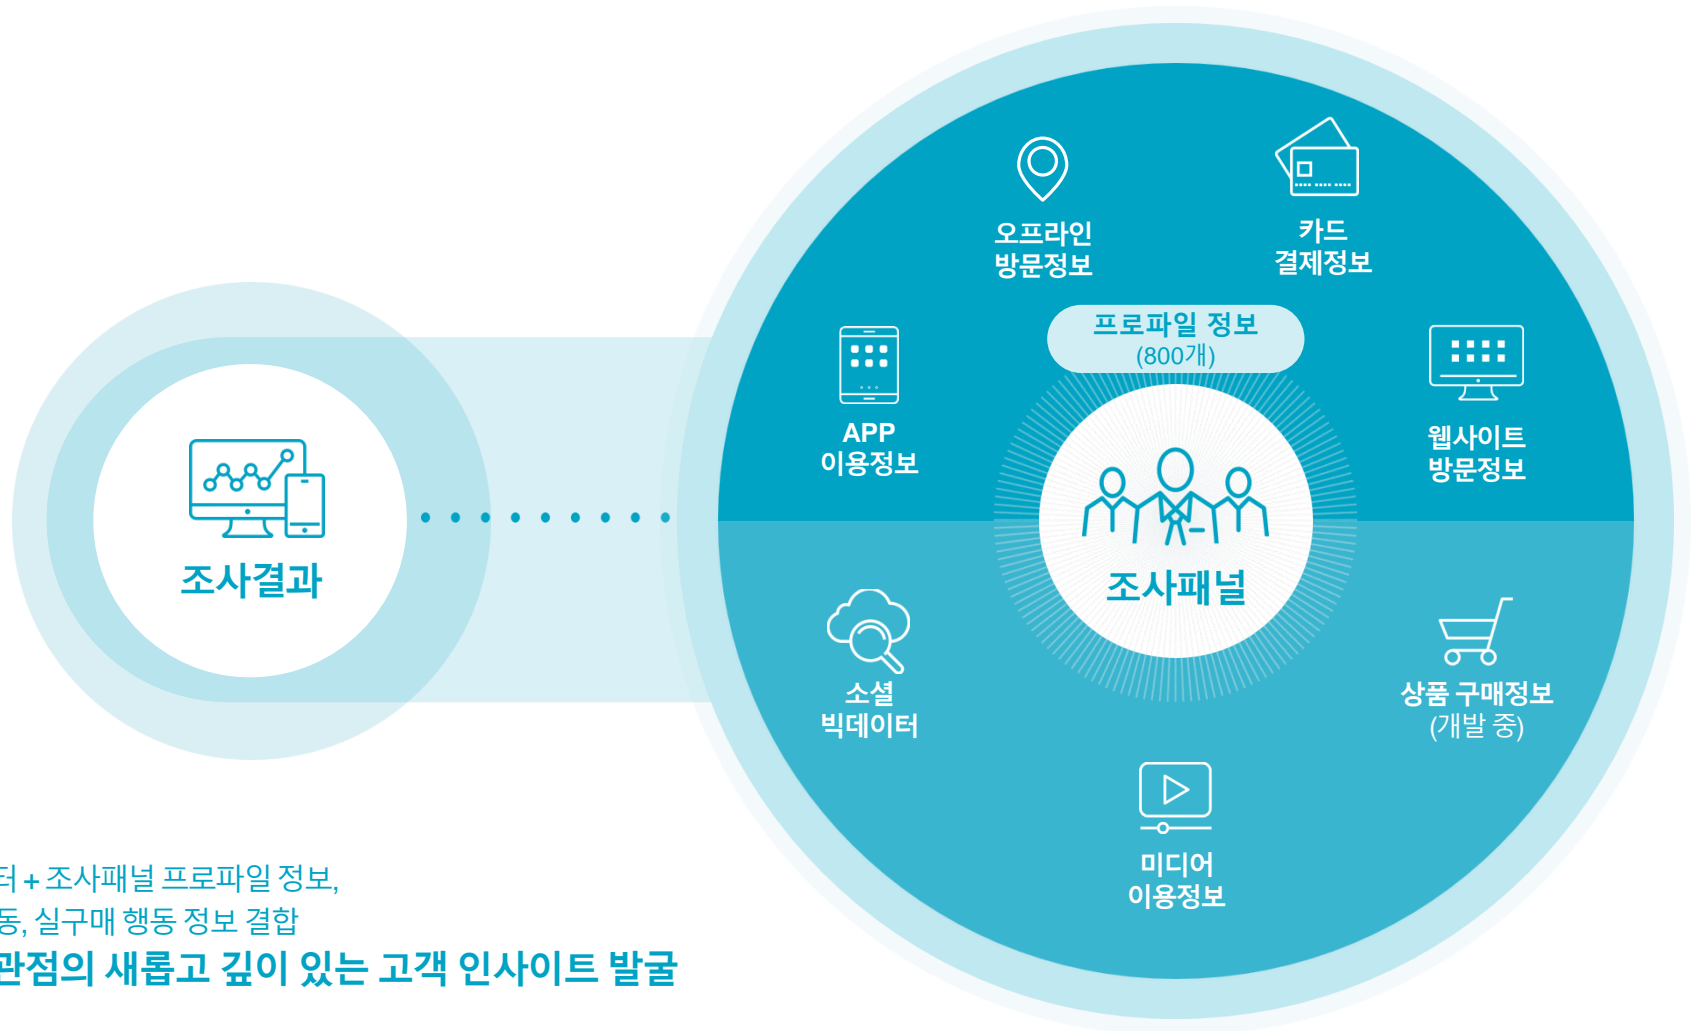 오프라인
방문정보
카드
결제정보
프로파일 정보
(800개)
APP
이용정보
웹사이트
방문정보
조사결과
조사패널
소셜
빅데이터
상품 구매정보
(개발 중)
미디어
이용정보
터 + 조사패널 프로파일 정보,
동, 실구매 행동 정보 결합
관점의 새롭고 깊이 있는 고객 인사이트 발굴